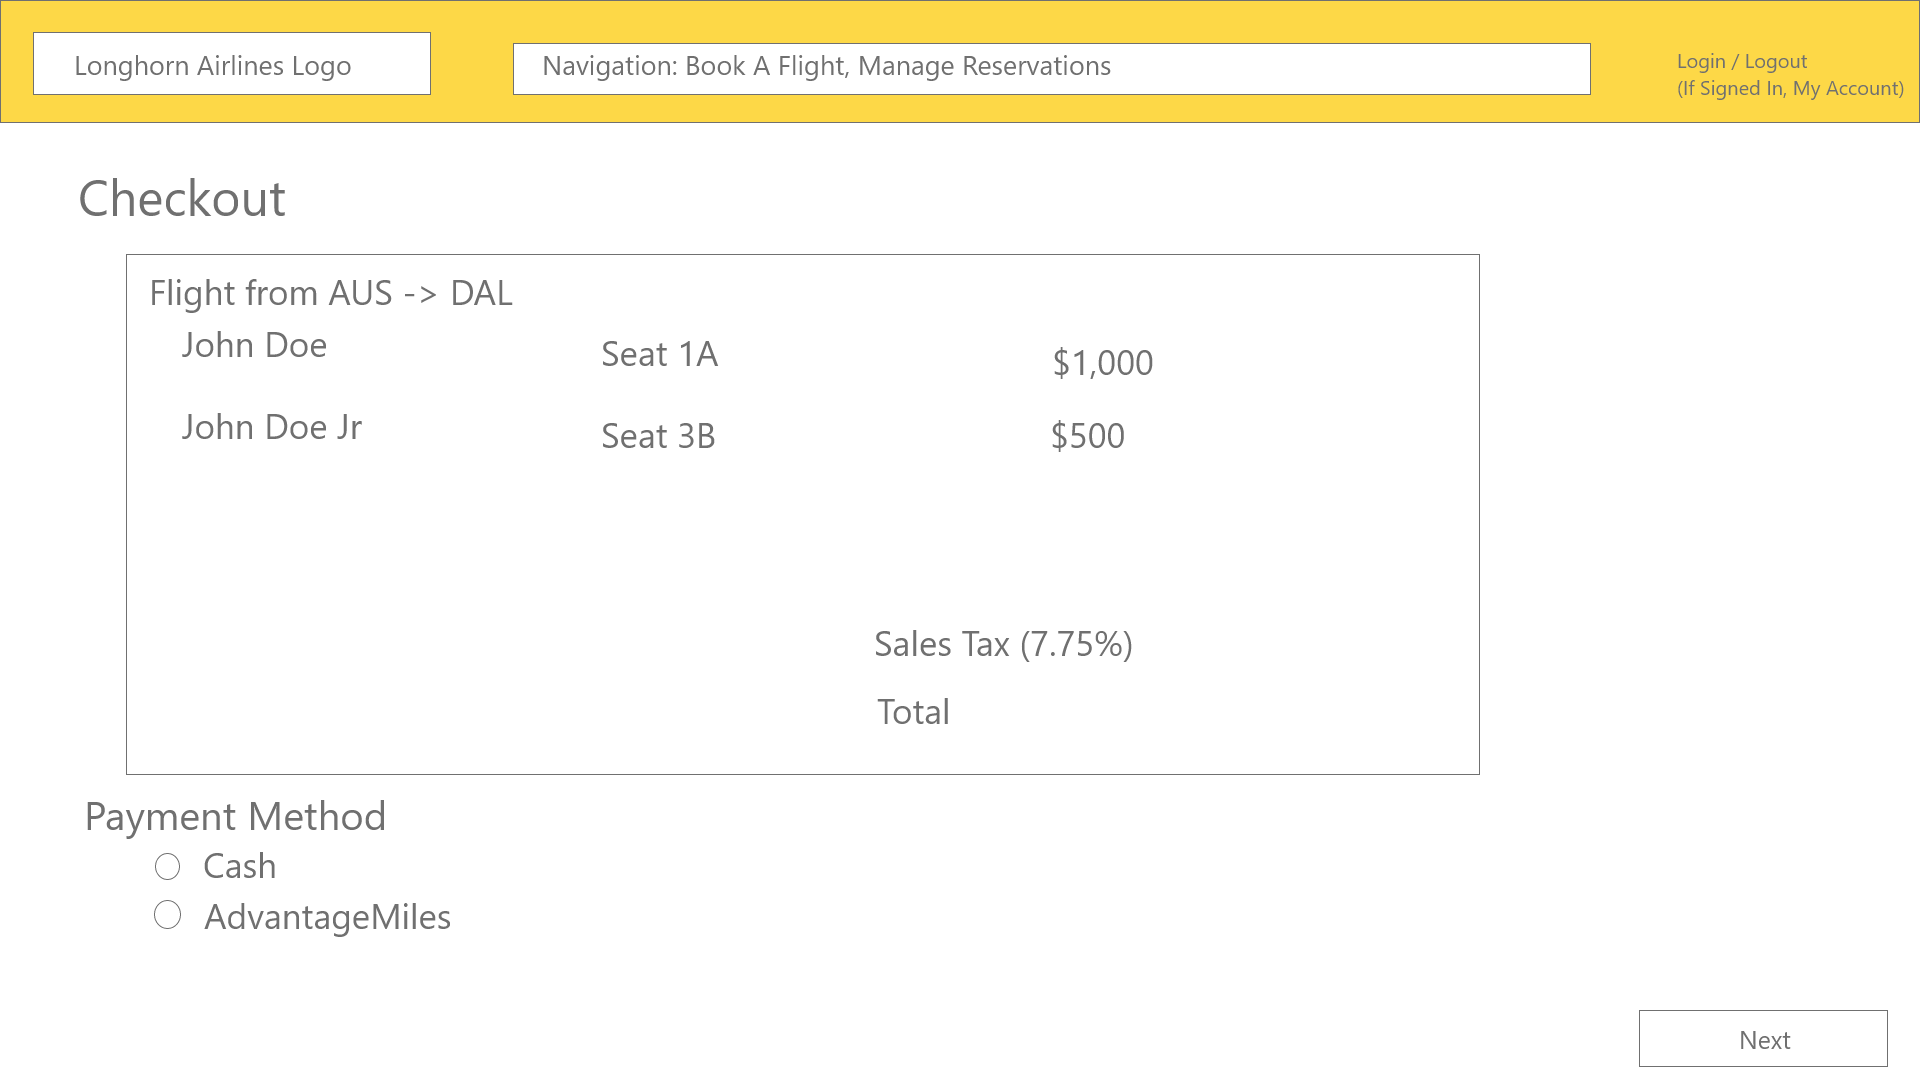 Longhorn Airlines Logo
Navigation: Book A Flight, Manage Reservations
Login / Logout
(If Signed In, My Account)
Checkout
Flight from AUS -> DAL
John Doe Seat 1A $1,000
John Doe Jr Seat 3B $500
Sales Tax (7.75%)
Total
Payment Method
Cash
AdvantageMiles
Next